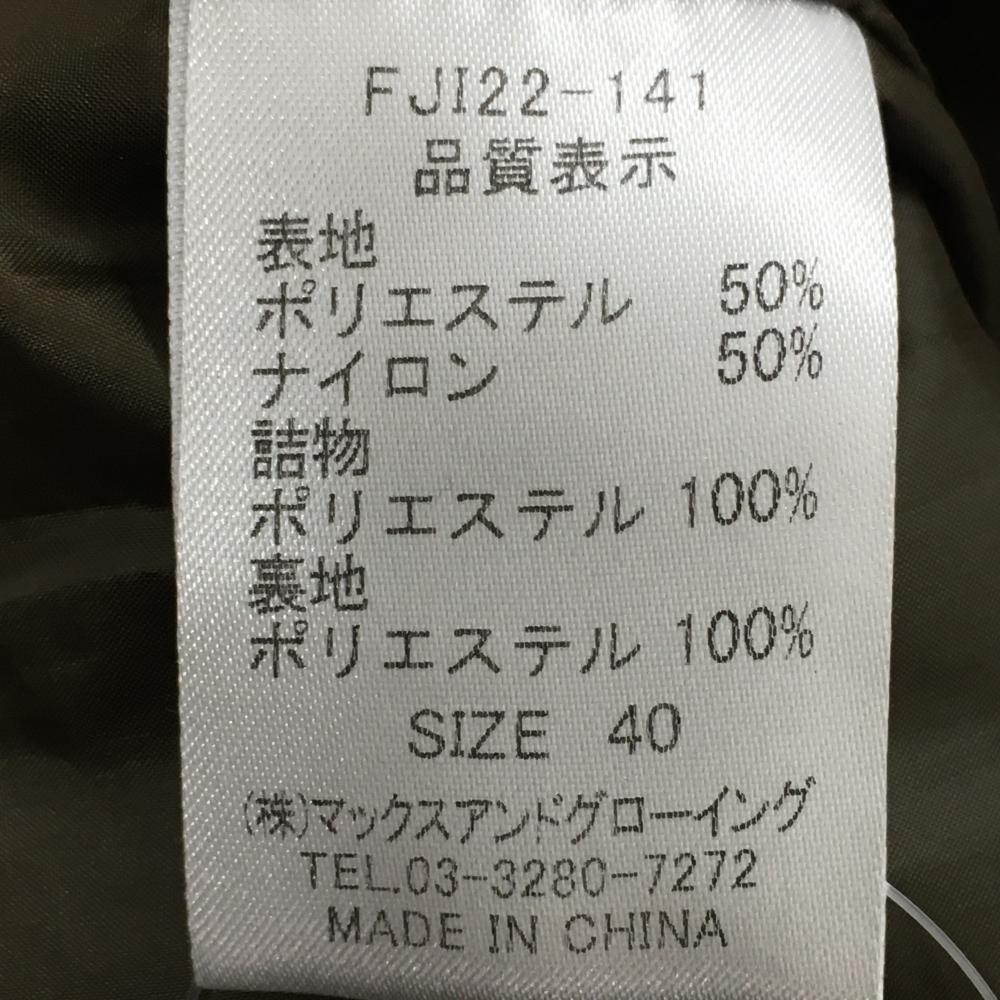 FJI22-141
品質表示
表地
ポリエステル 50%
ナイロン 50%
詰物
ポリエステル 100%
裏地
ポリエステル 100%
SIZE 40
(株)マックスアンドグローイング
TEL.03-3280-7272
MADE IN CHINA